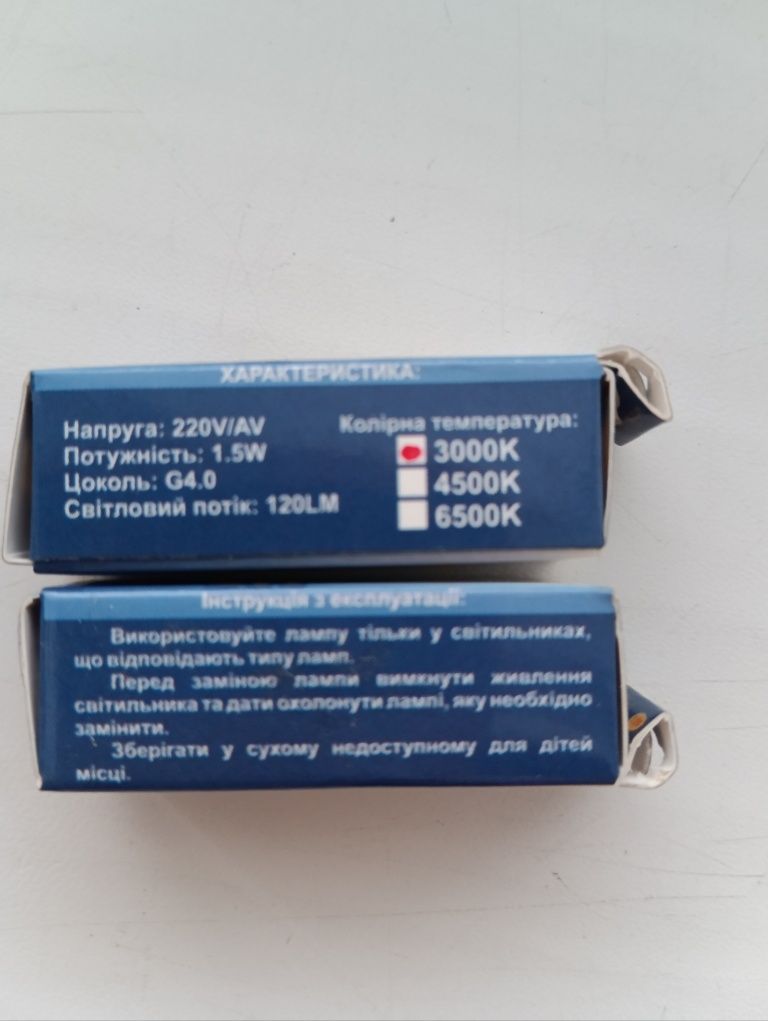 ХАРАКТЕРИСТИКА:
Напруга: 220V/AV
Потужність: 1.5W
Цоколь: G4.0
Світловий потік: 120LM
Колірна температура:
3000K
4500K
6500K
Інструкція з експлуатації:
Використовуйте лампу тільки у світильниках,
що відповідають типу ламп.
Перед заміною лампи вимкнути живлення
світильника та дати охолонути лампі, яку необхідно
замінити.
Зберігати у сухому недоступному для дітей
місці.